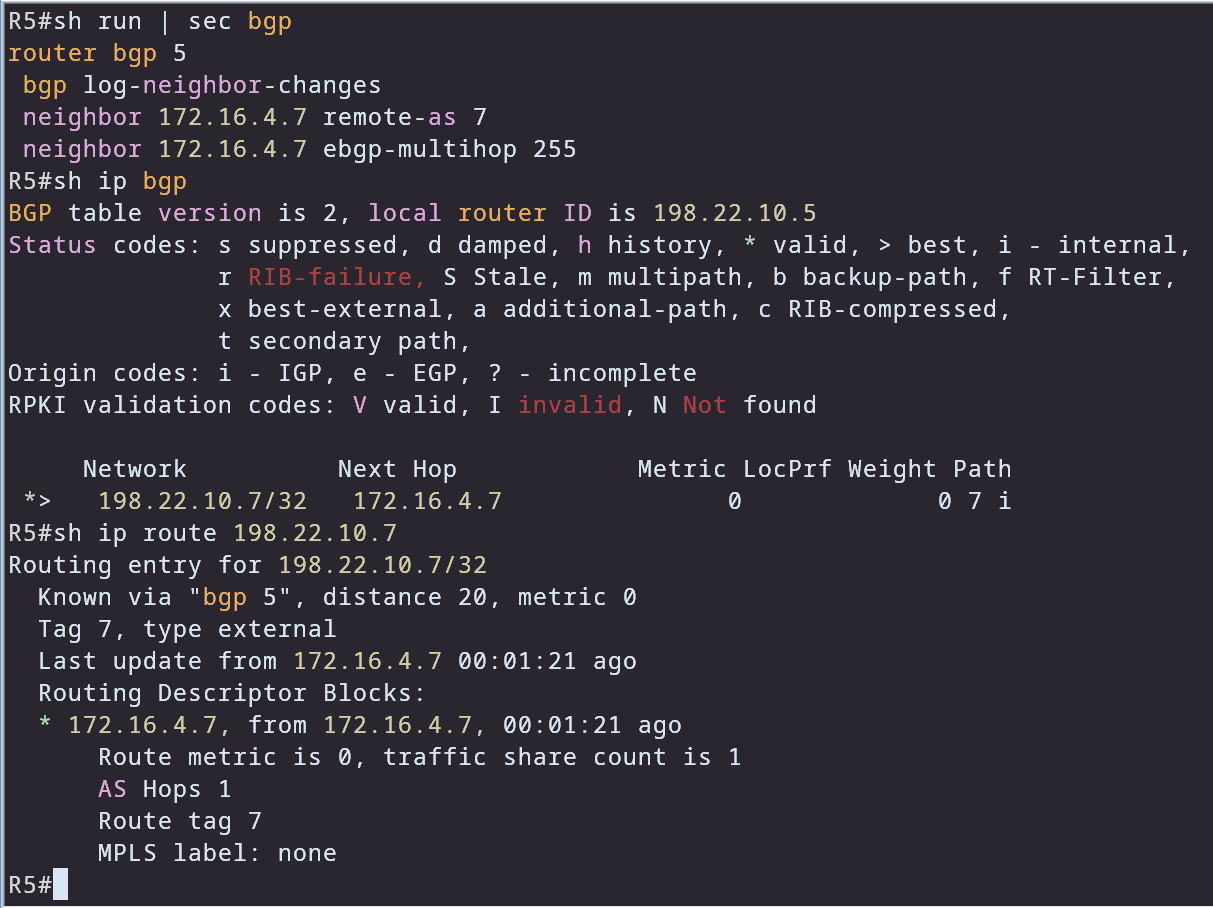 R5#sh run | sec bgp
router bgp 5
 bgp log-neighbor-changes
 neighbor 172.16.4.7 remote-as 7
 neighbor 172.16.4.7 ebgp-multihop 255
R5#sh ip bgp
BGP table version is 2, local router ID is 198.22.10.5
Status codes: s suppressed, d damped, h history, * valid, > best, i - internal,
              r RIB-failure, S Stale, m multipath, b backup-path, f RT-Filter,
              x best-external, a additional-path, c RIB-compressed,
              t secondary path,
Origin codes: i - IGP, e - EGP, ? - incomplete
RPKI validation codes: V valid, I invalid, N Not found

     Network          Next Hop            Metric LocPrf Weight Path
 *>   198.22.10.7/32   172.16.4.7               0             0 7 i
R5#sh ip route 198.22.10.7
Routing entry for 198.22.10.7/32
  Known via "bgp 5", distance 20, metric 0
  Tag 7, type external
  Last update from 172.16.4.7 00:01:21 ago
  Routing Descriptor Blocks:
  * 172.16.4.7, from 172.16.4.7, 00:01:21 ago
      Route metric is 0, traffic share count is 1
      AS Hops 1
      Route tag 7
      MPLS label: none
R5#